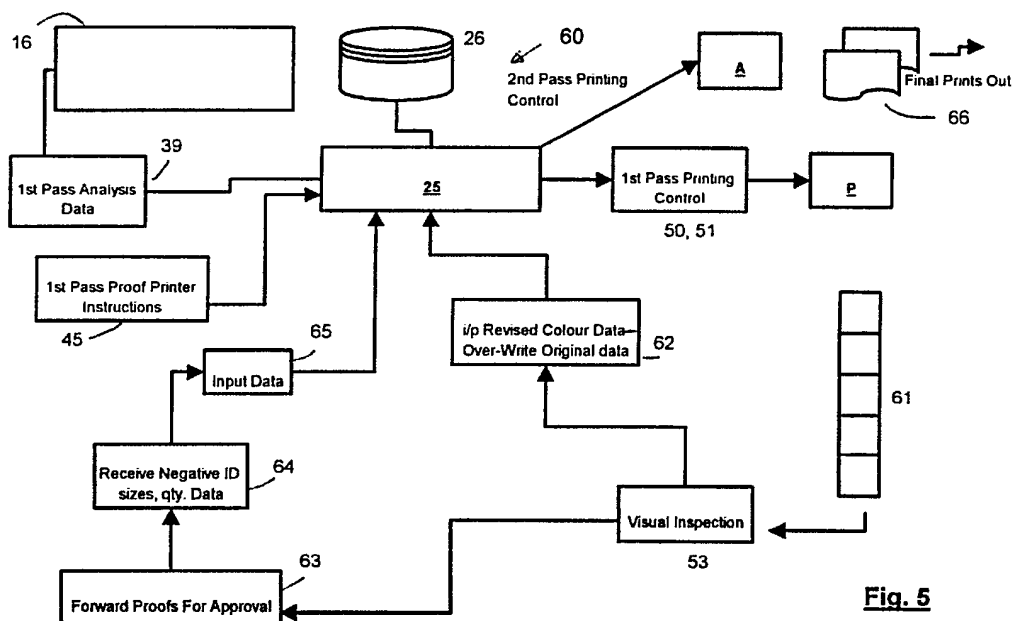 16
26
60
2nd Pass Printing
Control
A
Final Prints Out
66
39
1st Pass Analysis
Data
25
1st Pass Printing
Control
50, 51
P
1st Pass Proof Printer
Instructions
45
65
Input Data
i/p Revised Colour Data
Over-Write Original data
62
61
Receive Negative ID
sizes, qty. Data
64
Visual Inspection
53
63
Forward Proofs For Approval
Fig. 5